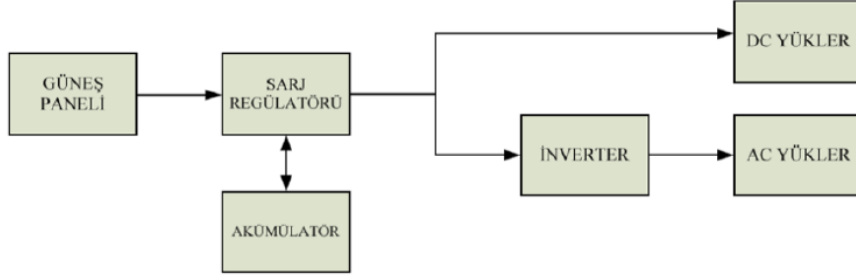 GÜNEŞ
PANELİ
SARJ
REGÜLATÖRÜ
AKÜMÜLATÖR
İNVERTER
DC YÜKLER
AC YÜKLER